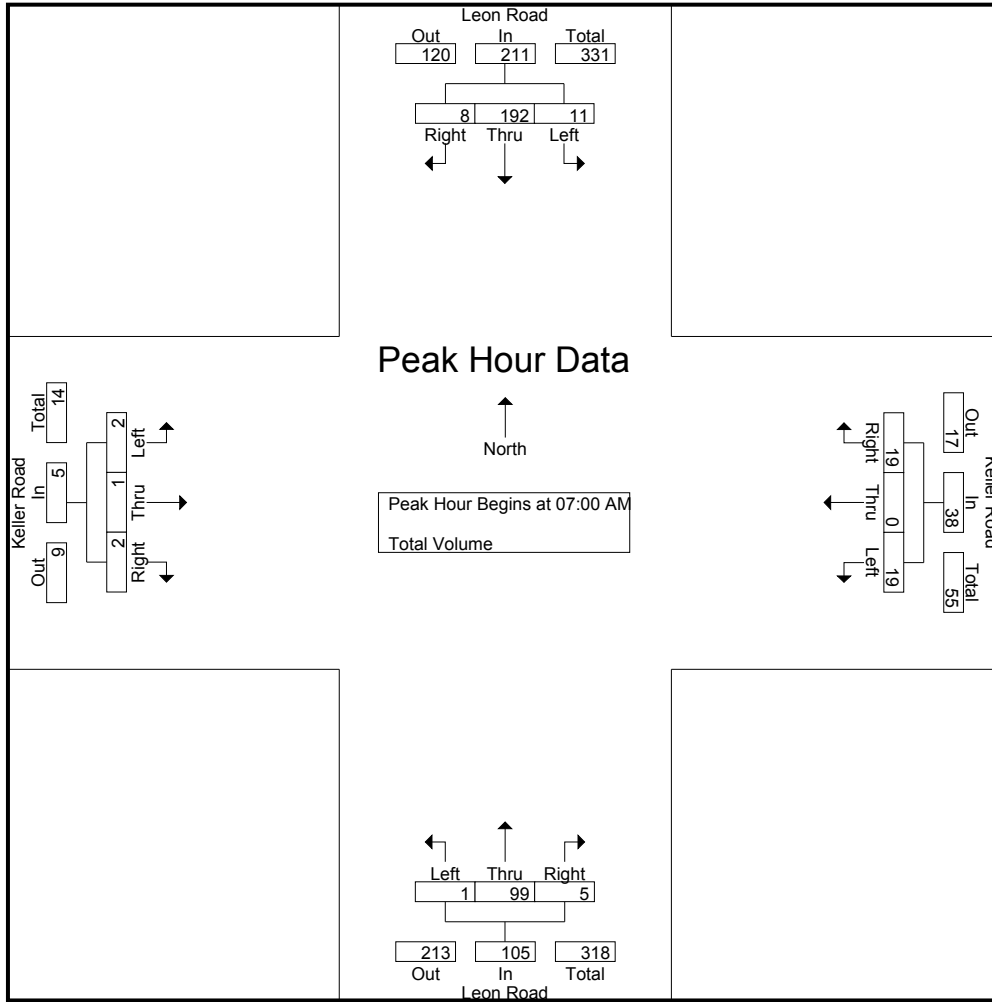 Leon Road
Out In Total
120 211 331
8 192 11
Right Thru Left
Peak Hour Data
North
Peak Hour Begins at 07:00 AM
Total Volume
Keller Road
Total In Out
14 5 9
2 1 2
Left Thru Right
Right Thru Left
19 0 19
Out In Total
17 38 55
Keller Road
Left Thru Right
1 99 5
213 105 318
Out In Total
Leon Road